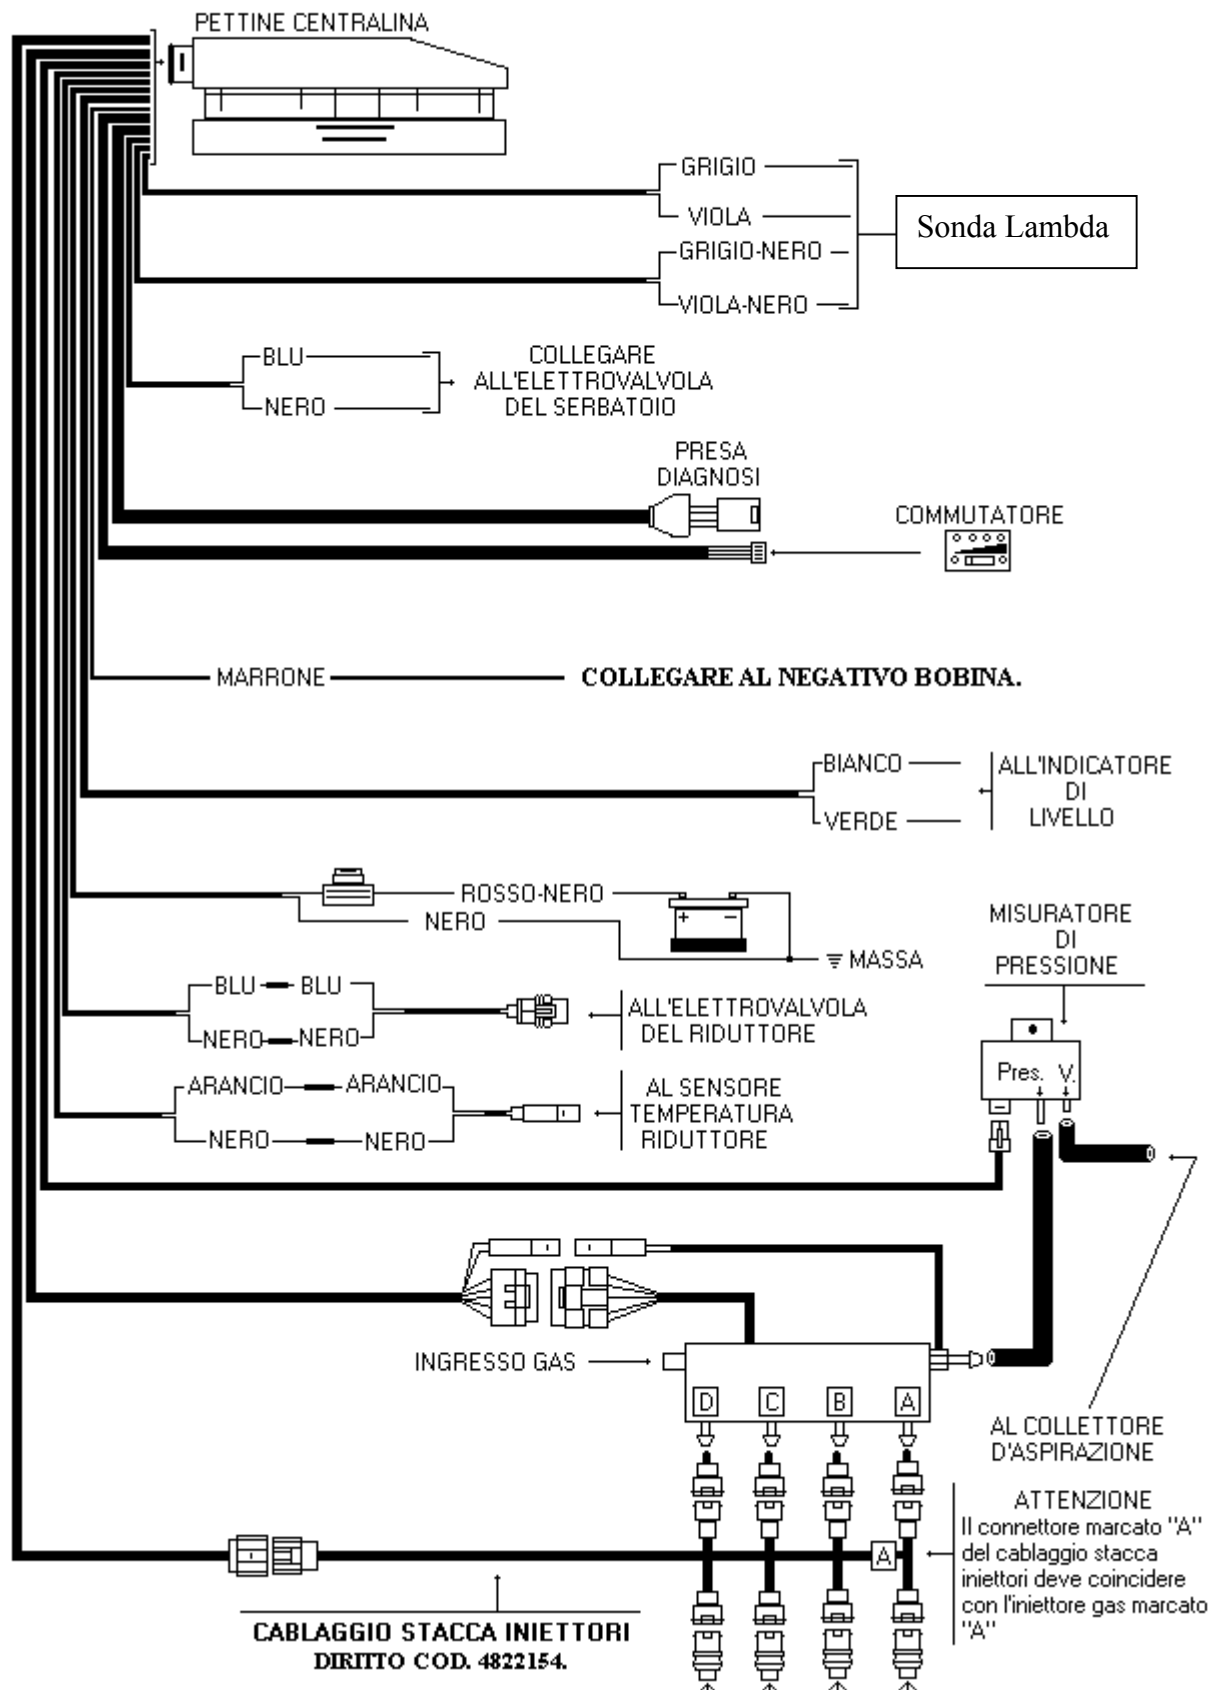 PETTINE CENTRALINA
GRIGIO
VIOLA
Sonda Lambda
GRIGIO-NERO
VIOLA-NERO
BLU
NERO
COLLEGARE
ALL'ELETTROVALVOLA
DEL SERBATOIO
PRESA
DIAGNOSI
COMMUTATORE
MARRONE
COLLEGARE AL NEGATIVO BOBINA.
BIANCO
VERDE
ALL'INDICATORE
DI
LIVELLO
ROSSO-NERO
NERO
+ −
MASSA
MISURATORE
DI
PRESSIONE
BLU BLU
NERO NERO
ALL'ELETTROVALVOLA
DEL RIDUTTORE
Pres. V.
ARANCIO ARANCIO
NERO NERO
AL SENSORE
TEMPERATURA
RIDUTTORE
INGRESSO GAS
D C B A
AL COLLETTORE
D'ASPIRAZIONE
A
ATTENZIONE
Il connettore marcato "A"
del cablaggio stacca
iniettori deve coincidere
con l'iniettore gas marcato
"A"
CABLAGGIO STACCA INIETTORI
DIRITTO COD. 4822154.